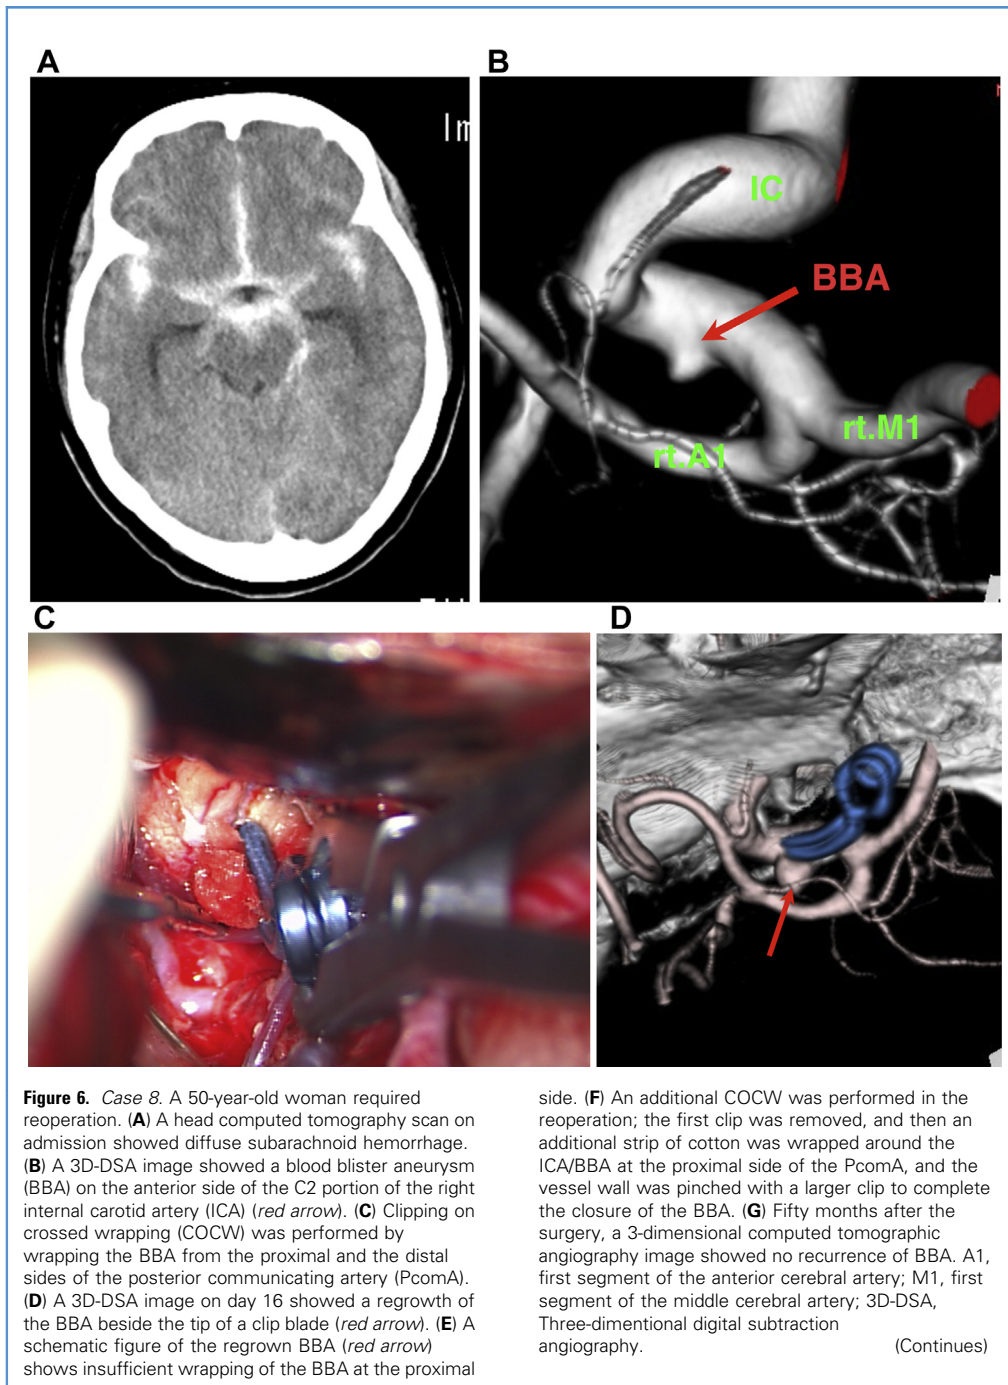 A
B
Im
IC
BBA
rt.M1
rt.A1
C
D
Figure 6. Case 8. A 50-year-old woman required
reoperation. (A) A head computed tomography scan on
admission showed diffuse subarachnoid hemorrhage.
(B) A 3D-DSA image showed a blood blister aneurysm
(BBA) on the anterior side of the C2 portion of the right
internal carotid artery (ICA) (red arrow). (C) Clipping on
crossed wrapping (COCW) was performed by
wrapping the BBA from the proximal and the distal
sides of the posterior communicating artery (PcomA).
(D) A 3D-DSA image on day 16 showed a regrowth of
the BBA beside the tip of a clip blade (red arrow). (E) A
schematic figure of the regrown BBA (red arrow)
shows insufficient wrapping of the BBA at the proximal
side. (F) An additional COCW was performed in the
reoperation; the first clip was removed, and then an
additional strip of cotton was wrapped around the
ICA/BBA at the proximal side of the PcomA, and the
vessel wall was pinched with a larger clip to complete
the closure of the BBA. (G) Fifty months after the
surgery, a 3-dimensional computed tomographic
angiography image showed no recurrence of BBA. A1,
first segment of the anterior cerebral artery; M1, first
segment of the middle cerebral artery; 3D-DSA,
Three-dimentional digital subtraction
angiography. (Continues)